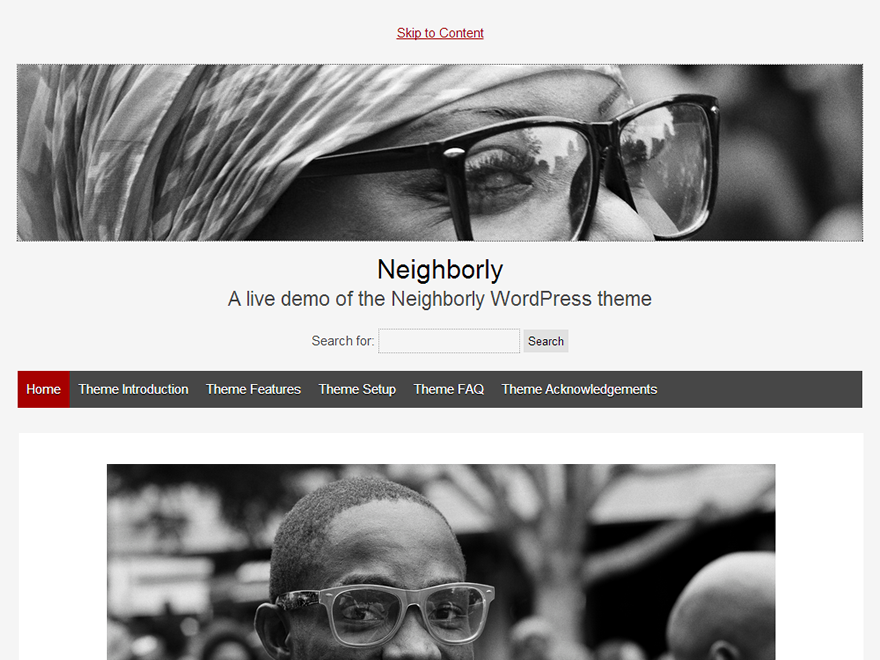 Skip to Content
Neighborly
A live demo of the Neighborly WordPress theme
Search for: Search
Home Theme Introduction Theme Features Theme Setup Theme FAQ Theme Acknowledgements